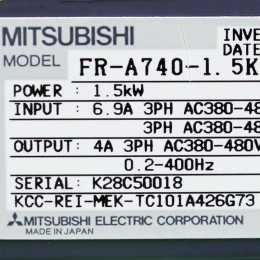 MITSUBISHI INVE
MODEL FR-A740-1.5K DATE
POWER : 1.5kW
INPUT : 6.9A 3PH AC380-48
3PH AC380-48
OUTPUT: 4A 3PH AC380-480V
0.2-400Hz
SERIAL: K28C50018
KCC-REI-MEK-TC101A426G73
MITSUBISHI ELECTRIC CORPORATION
MADE IN JAPAN